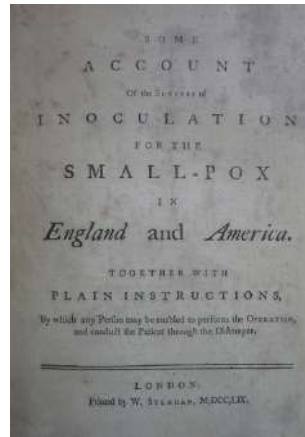 SOME
ACCOUNT
Of the SUCCESS of
INOCULATION
FOR THE
SMALL-POX
IN
England and America.
TOGETHER WITH
PLAIN INSTRUCTIONS,
By which any Person may be enabled to perform the OPERATION,
and conduct the Patient through the Distemper.
LONDON:
Printed by W. STRAHAN, M,DCC,LIX.